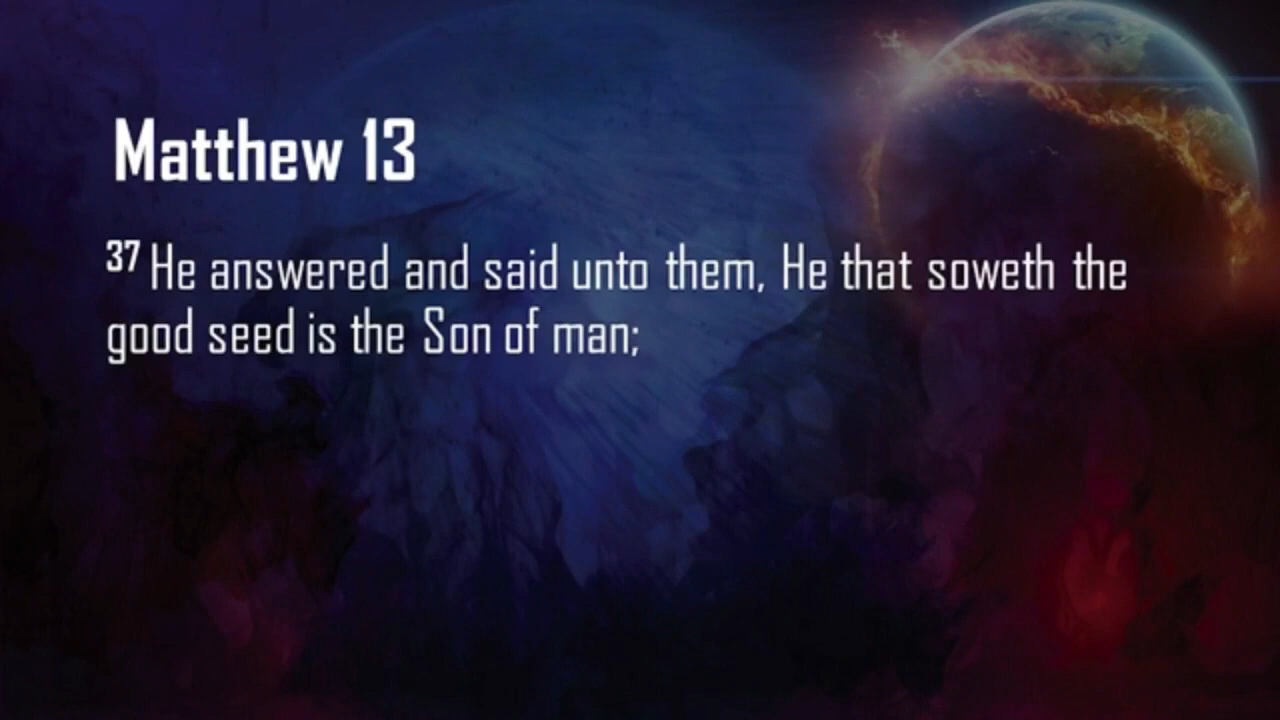 Matthew 13
37 He answered and said unto them, He that soweth the
good seed is the Son of man;